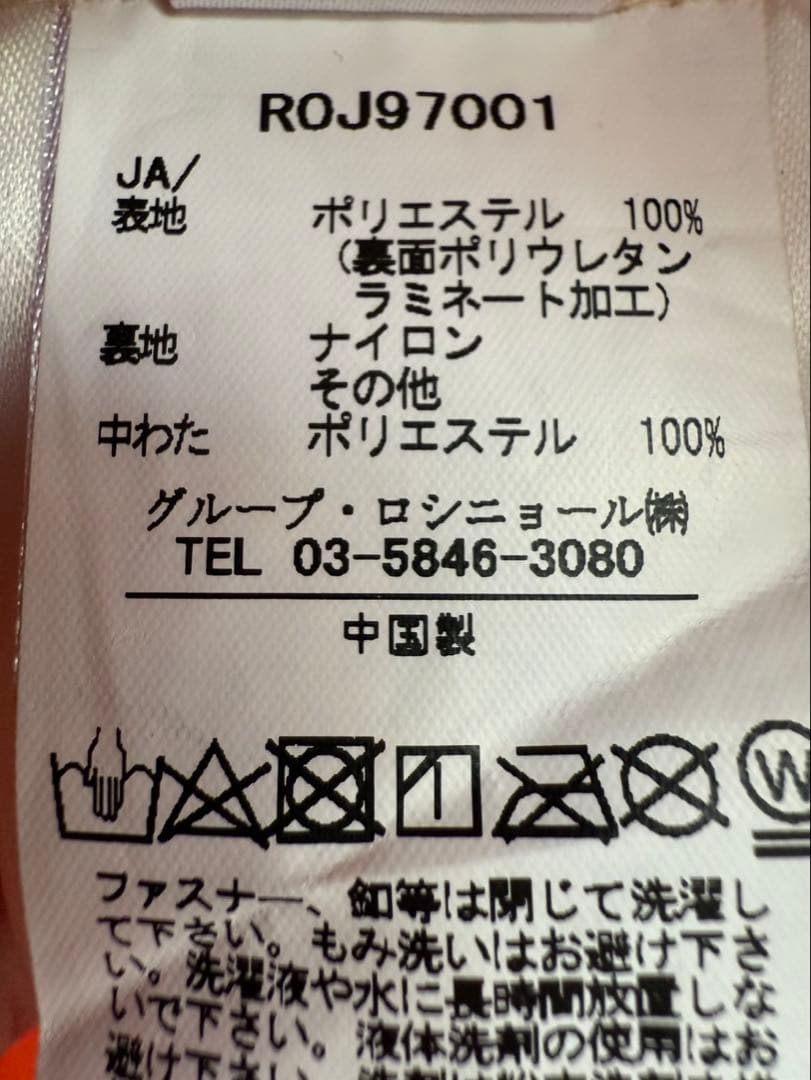 ROJ97001
JA/
表地 ポリエステル 100%
(裏面ポリウレタン
ラミネート加工)
裏地 ナイロン
その他
中わた ポリエステル 100%
グループ・ロシニョール㈱
TEL 03-5846-3080
中国製
W
ファスナー、釦等は閉じて洗濯し
て下さい。もみ洗いはお避け下さ
い。洗濯液や水に長時間放置しな
いで下さい。液体洗剤の使用はお
避け下さい。